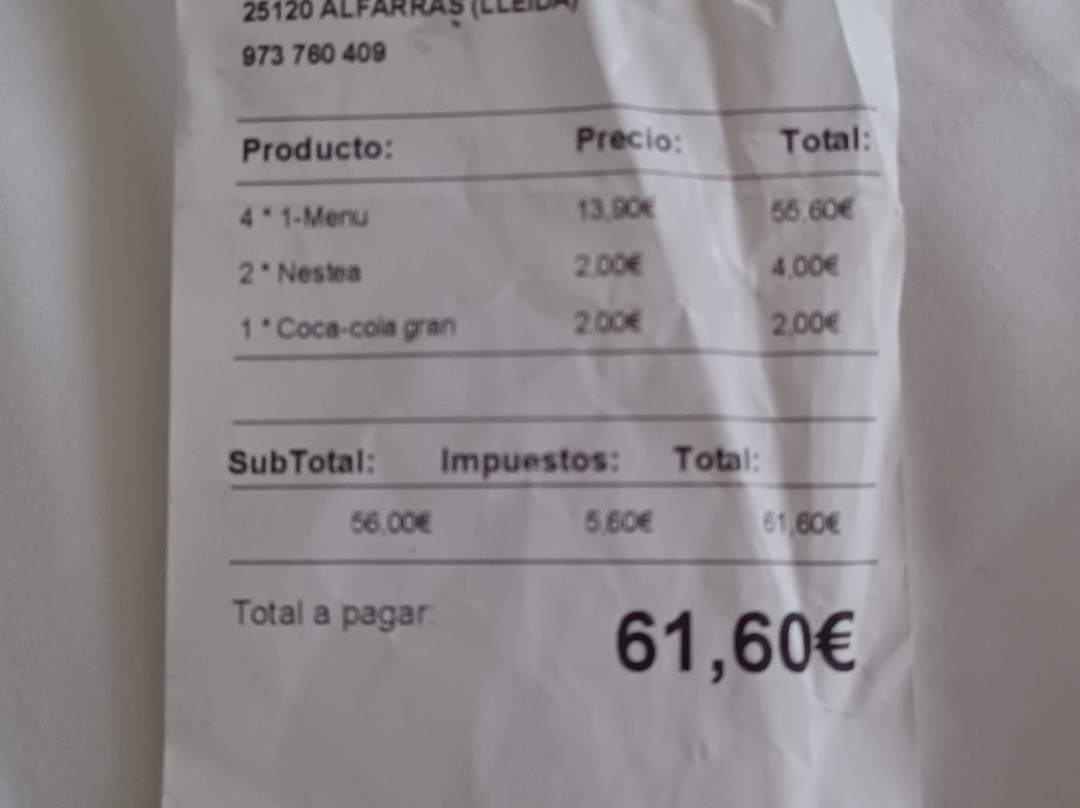 25120 ALFARRAS (LLEIDA)
973 760 409
Producto: Precio: Total:
4 * 1-Menu 13,90€ 55,60€
2 * Nestea 2,00€ 4,00€
1 * Coca-cola gran 2,00€ 2,00€
SubTotal: Impuestos: Total:
56,00€ 5,60€ 61,60€
Total a pagar: 61,60€